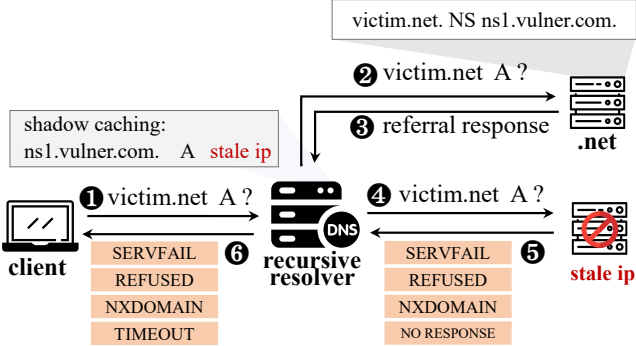 victim.net. NS ns1.vulner.com.
❷ victim.net A ?
❸ referral response
.net
shadow caching:
ns1.vulner.com. A stale ip
❶ victim.net A ?
❹ victim.net A ?
DNS
❻
❺
client
recursive
resolver
stale ip
SERVFAIL
REFUSED
NXDOMAIN
TIMEOUT
SERVFAIL
REFUSED
NXDOMAIN
NO RESPONSE